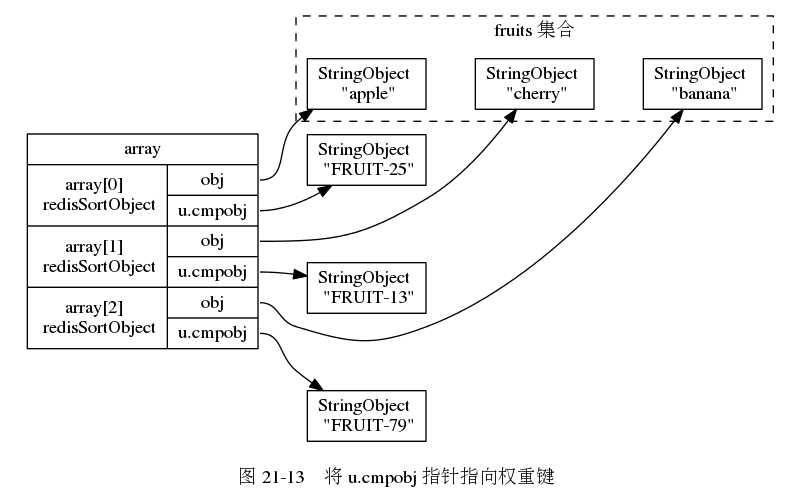 fruits 集合
StringObject
"apple"
StringObject
"cherry"
StringObject
"banana"
array
array[0]
redisSortObject
obj
u.cmpobj
array[1]
redisSortObject
obj
u.cmpobj
array[2]
redisSortObject
obj
u.cmpobj
StringObject
"FRUIT-25"
StringObject
"FRUIT-13"
StringObject
"FRUIT-79"
图 21-13 将 u.cmpobj 指针指向权重键